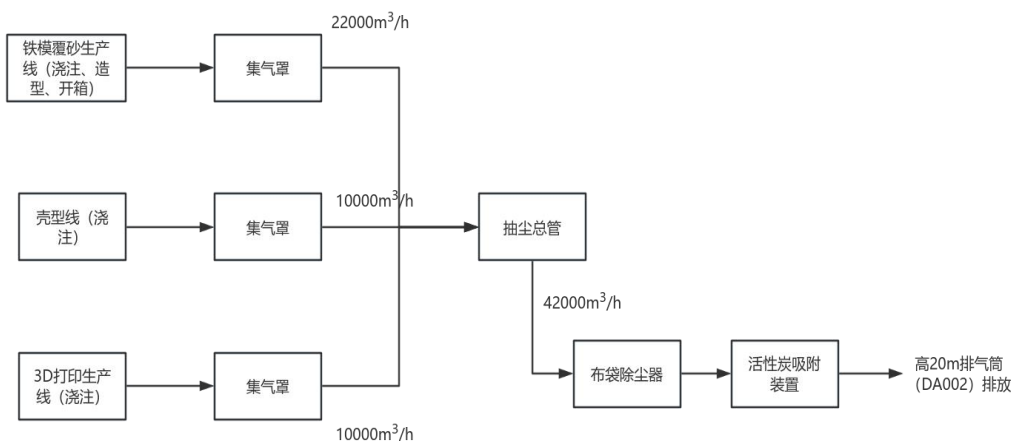 22000m³/h
铁模覆砂生产
线（浇注、造
型、开箱）
集气罩
10000m³/h
壳型线（浇
注）
集气罩
抽尘总管
42000m³/h
3D打印生产
线（浇注）
集气罩
10000m³/h
布袋除尘器
活性炭吸附
装置
高20m排气筒
（DA002）排放